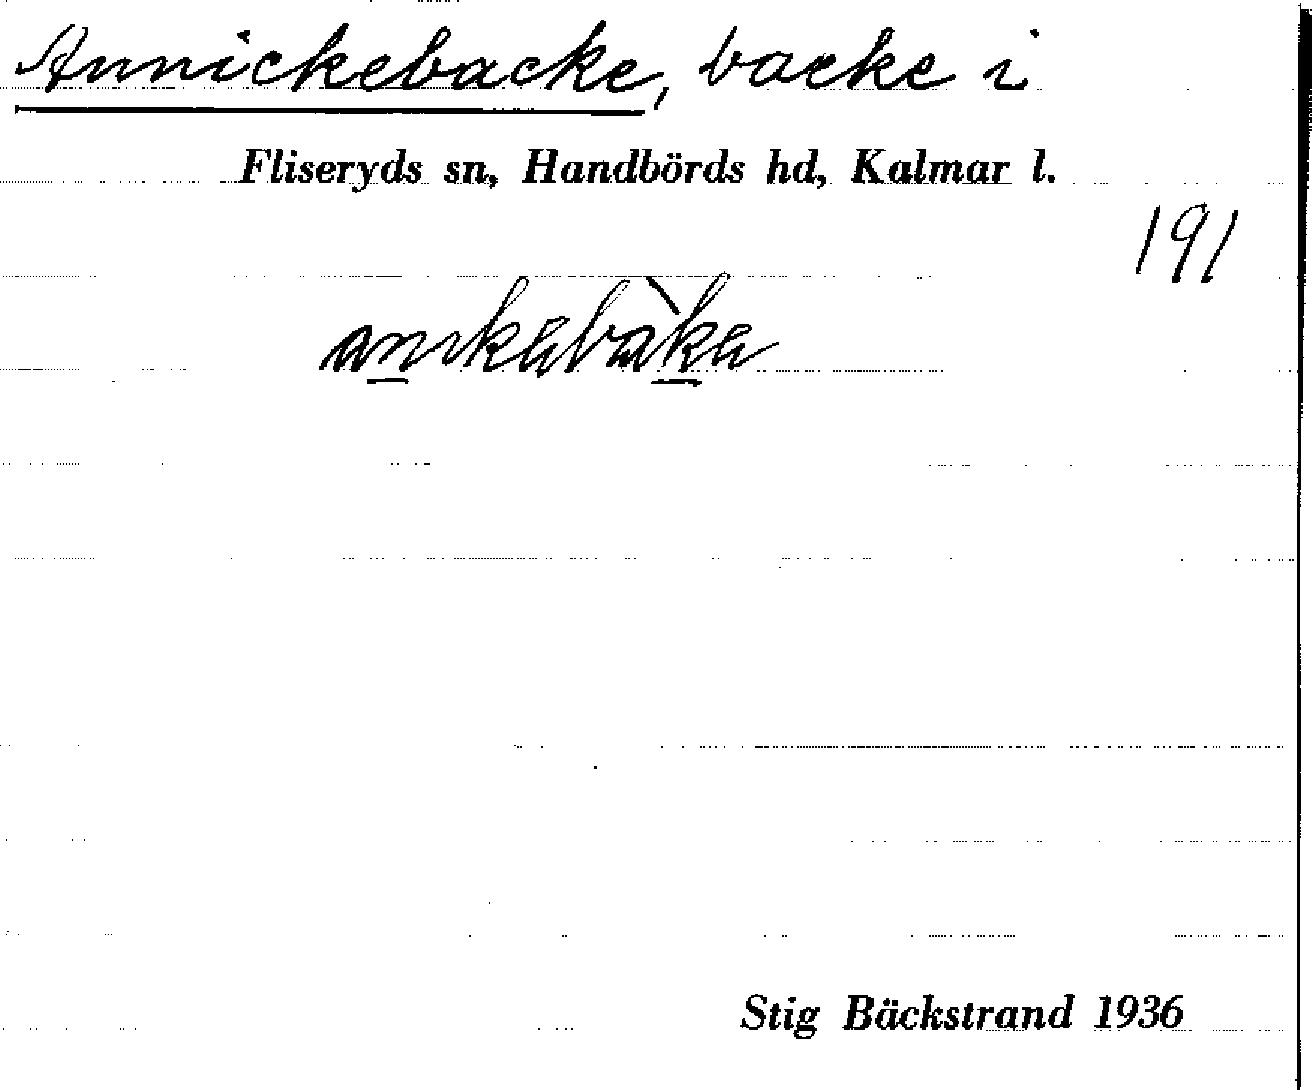 Annickebacke, backe i
Fliseryds sn, Handbörds hd, Kalmar l.
191
Stig Bäckstrand 1936